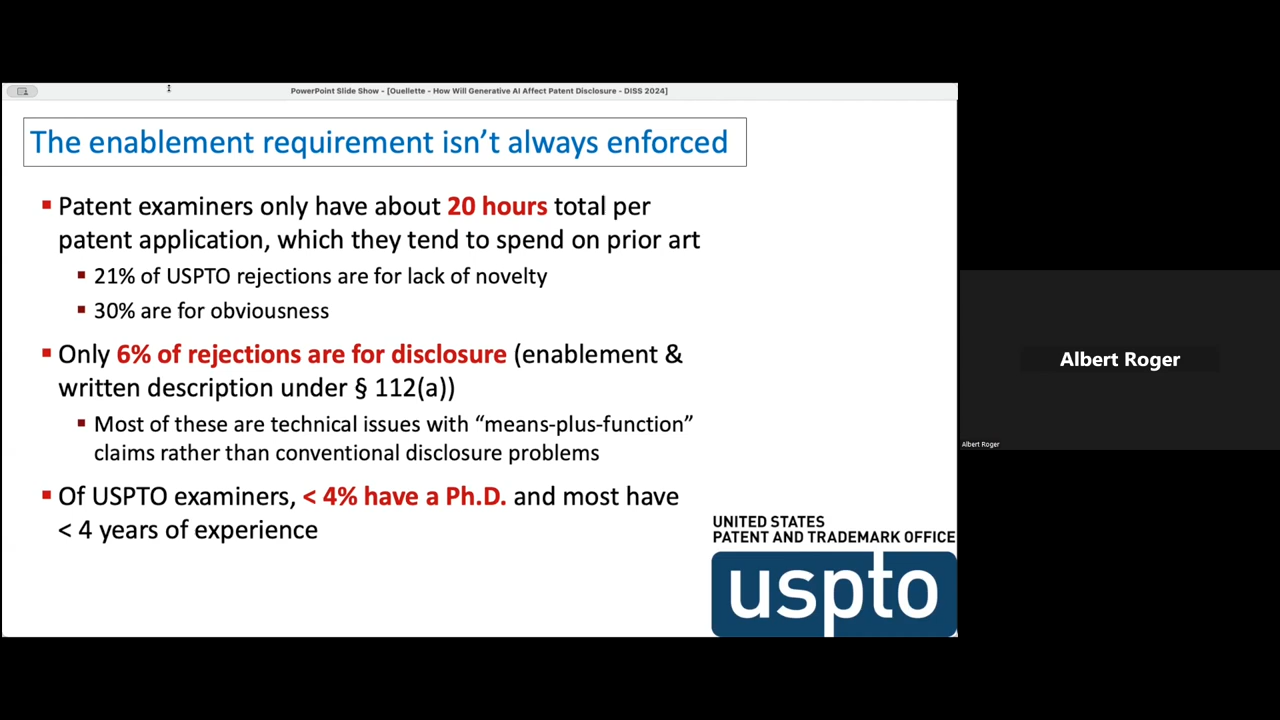 PowerPoint Slide Show - [Ouellette - How Will Generative AI Affect Patent Disclosure - DISS 2024]
The enablement requirement isn’t always enforced
Patent examiners only have about 20 hours total per
patent application, which they tend to spend on prior art
21% of USPTO rejections are for lack of novelty
30% are for obviousness
Only 6% of rejections are for disclosure (enablement &
written description under § 112(a))
Most of these are technical issues with “means-plus-function”
claims rather than conventional disclosure problems
Of USPTO examiners, < 4% have a Ph.D. and most have
< 4 years of experience
UNITED STATES
PATENT AND TRADEMARK OFFICE
uspto
Albert Roger
Albert Roger